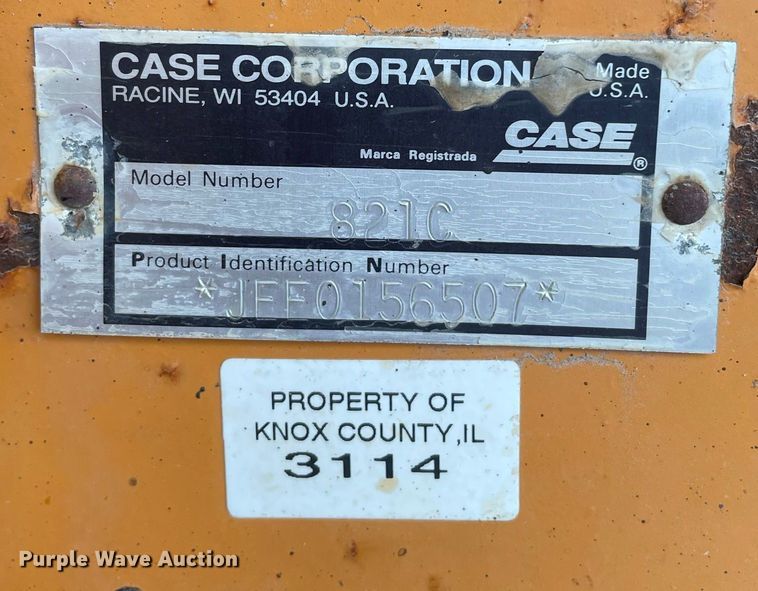 CASE CORPORATION
RACINE, WI 53404 U.S.A.
Made
U.S.A.
Marca Registrada
CASE®
Model Number
821C
Product Identification Number
*JEE0156507*
PROPERTY OF
KNOX COUNTY,IL
3114
Purple Wave Auction